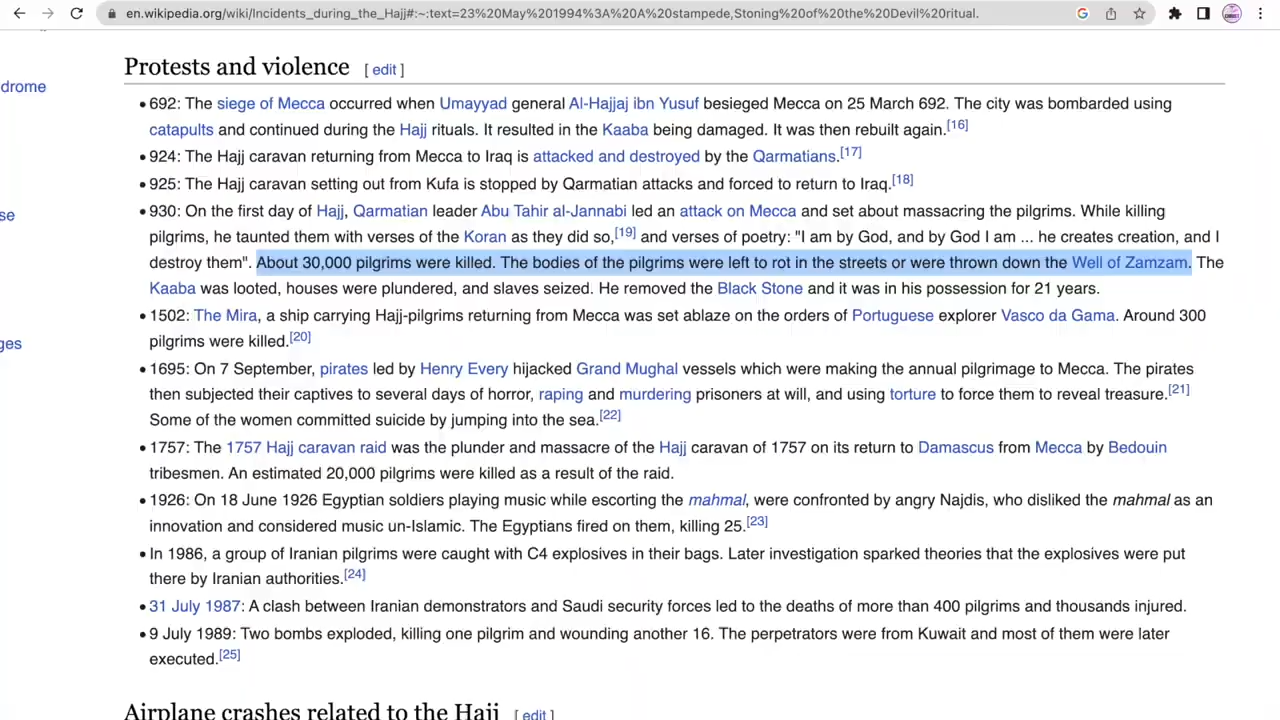 en.wikipedia.org/wiki/Incidents_during_the_Hajj#:~:text=23%20May%201994%3A%20A%20stampede,Stoning%20of%20the%20Devil%20ritual.
Protests and violence [ edit ]
drome
• 692: The siege of Mecca occurred when Umayyad general Al-Hajjaj ibn Yusuf besieged Mecca on 25 March 692. The city was bombarded using
catapults and continued during the Hajj rituals. It resulted in the Kaaba being damaged. It was then rebuilt again.[16]
• 924: The Hajj caravan returning from Mecca to Iraq is attacked and destroyed by the Qarmatians.[17]
• 925: The Hajj caravan setting out from Kufa is stopped by Qarmatian attacks and forced to return to Iraq.[18]
se
• 930: On the first day of Hajj, Qarmatian leader Abu Tahir al-Jannabi led an attack on Mecca and set about massacring the pilgrims. While killing
pilgrims, he taunted them with verses of the Koran as they did so,[19] and verses of poetry: "I am by God, and by God I am ... he creates creation, and I
destroy them". About 30,000 pilgrims were killed. The bodies of the pilgrims were left to rot in the streets or were thrown down the Well of Zamzam. The
Kaaba was looted, houses were plundered, and slaves seized. He removed the Black Stone and it was in his possession for 21 years.
• 1502: The Mira, a ship carrying Hajj-pilgrims returning from Mecca was set ablaze on the orders of Portuguese explorer Vasco da Gama. Around 300
pilgrims were killed.[20]
ges
• 1695: On 7 September, pirates led by Henry Every hijacked Grand Mughal vessels which were making the annual pilgrimage to Mecca. The pirates
then subjected their captives to several days of horror, raping and murdering prisoners at will, and using torture to force them to reveal treasure.[21]
Some of the women committed suicide by jumping into the sea.[22]
• 1757: The 1757 Hajj caravan raid was the plunder and massacre of the Hajj caravan of 1757 on its return to Damascus from Mecca by Bedouin
tribesmen. An estimated 20,000 pilgrims were killed as a result of the raid.
• 1926: On 18 June 1926 Egyptian soldiers playing music while escorting the mahmal, were confronted by angry Najdis, who disliked the mahmal as an
innovation and considered music un-Islamic. The Egyptians fired on them, killing 25.[23]
• In 1986, a group of Iranian pilgrims were caught with C4 explosives in their bags. Later investigation sparked theories that the explosives were put
there by Iranian authorities.[24]
• 31 July 1987: A clash between Iranian demonstrators and Saudi security forces led to the deaths of more than 400 pilgrims and thousands injured.
• 9 July 1989: Two bombs exploded, killing one pilgrim and wounding another 16. The perpetrators were from Kuwait and most of them were later
executed.[25]
Airplane crashes related to the Hajj [ edit ]